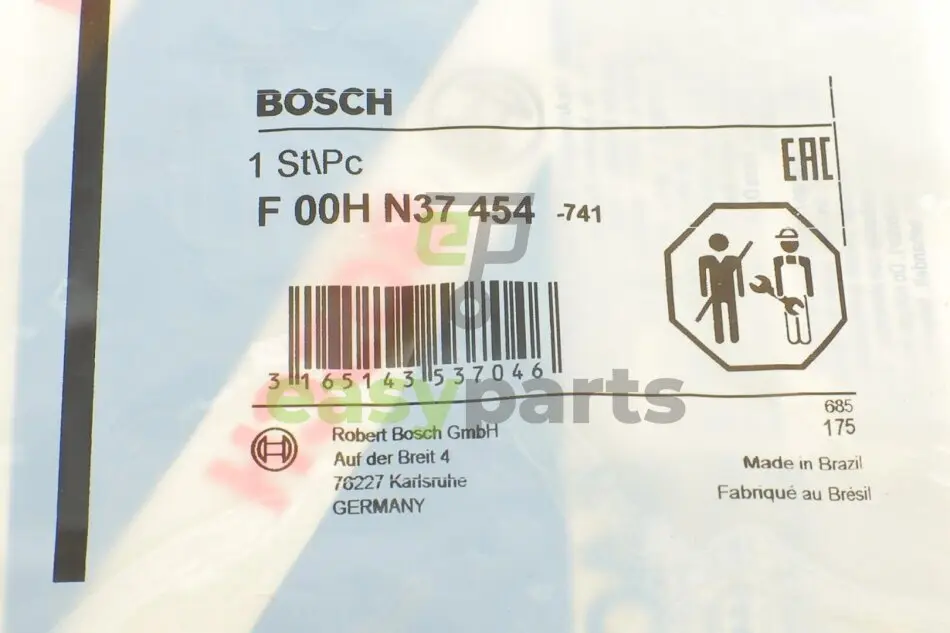 BOSCH
EAC
1 St\Pc
F 00H N37 454 -741
ep
3 165143 537046
easyparts
685
175
Robert Bosch GmbH
Auf der Breit 4
76227 Karlsruhe
GERMANY
Made in Brazil
Fabriqué au Brésil